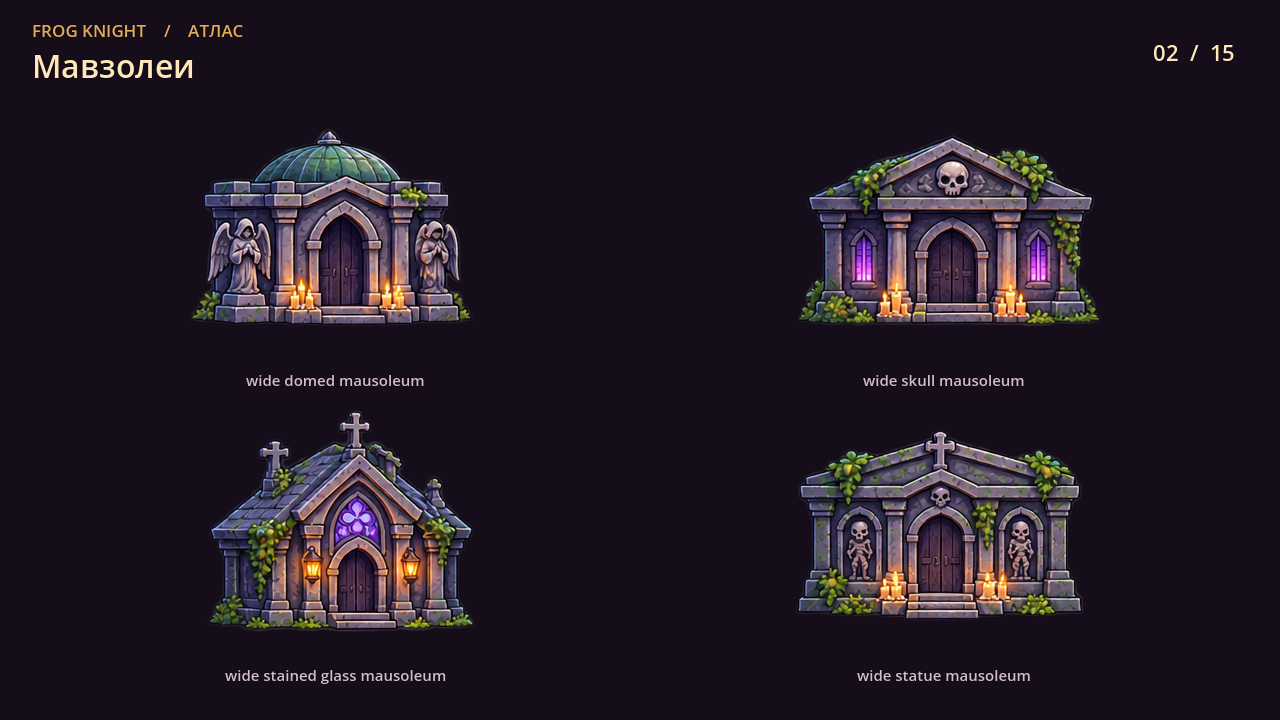 FROG KNIGHT / АТЛАС
Мавзолеи
02 / 15
wide domed mausoleum
wide skull mausoleum
wide stained glass mausoleum
wide statue mausoleum